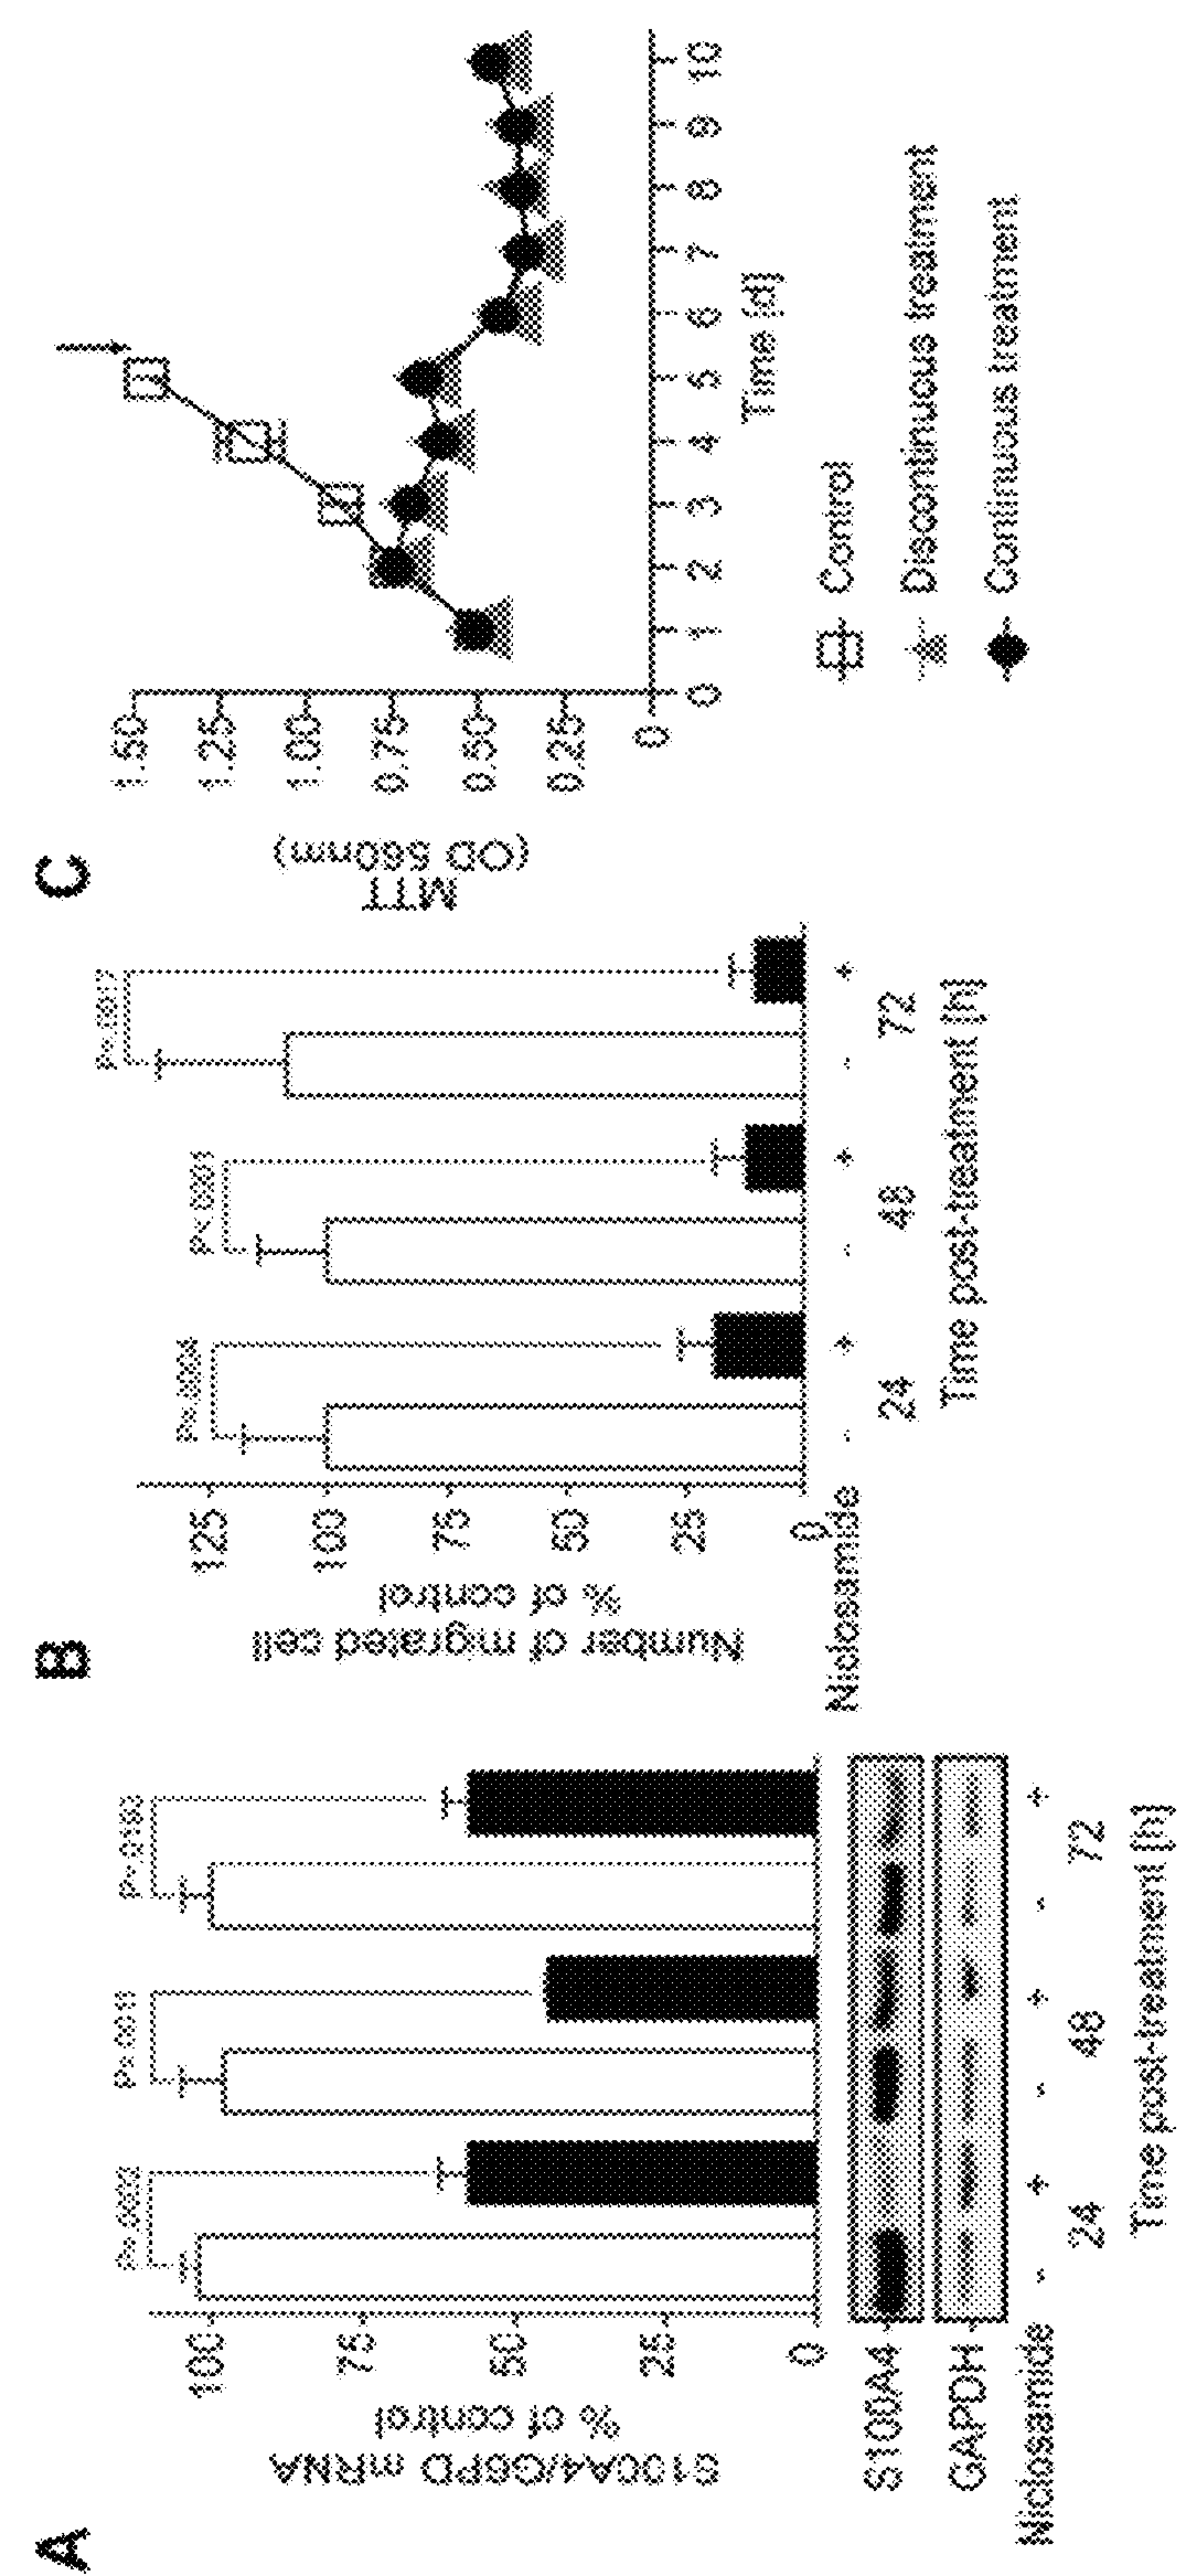 A
S100A4/G6PD mRNA
% of control
100
75
50
25
0
S100A4
GAPDH
Niclosamide
- + - + - +
24 48 72
Time post-treatment [h]
B
Number of migrated cell
% of control
125
100
75
50
25
0
Niclosamide
- + - + - +
24 48 72
Time post-treatment [h]
C
MTT
(OD 560nm)
1.50
1.25
1.00
0.75
0.50
0.25
0
0 1 2 3 4 5 6 7 8 9 10
Time [d]
Control
Discontinuous treatment
Continuous treatment